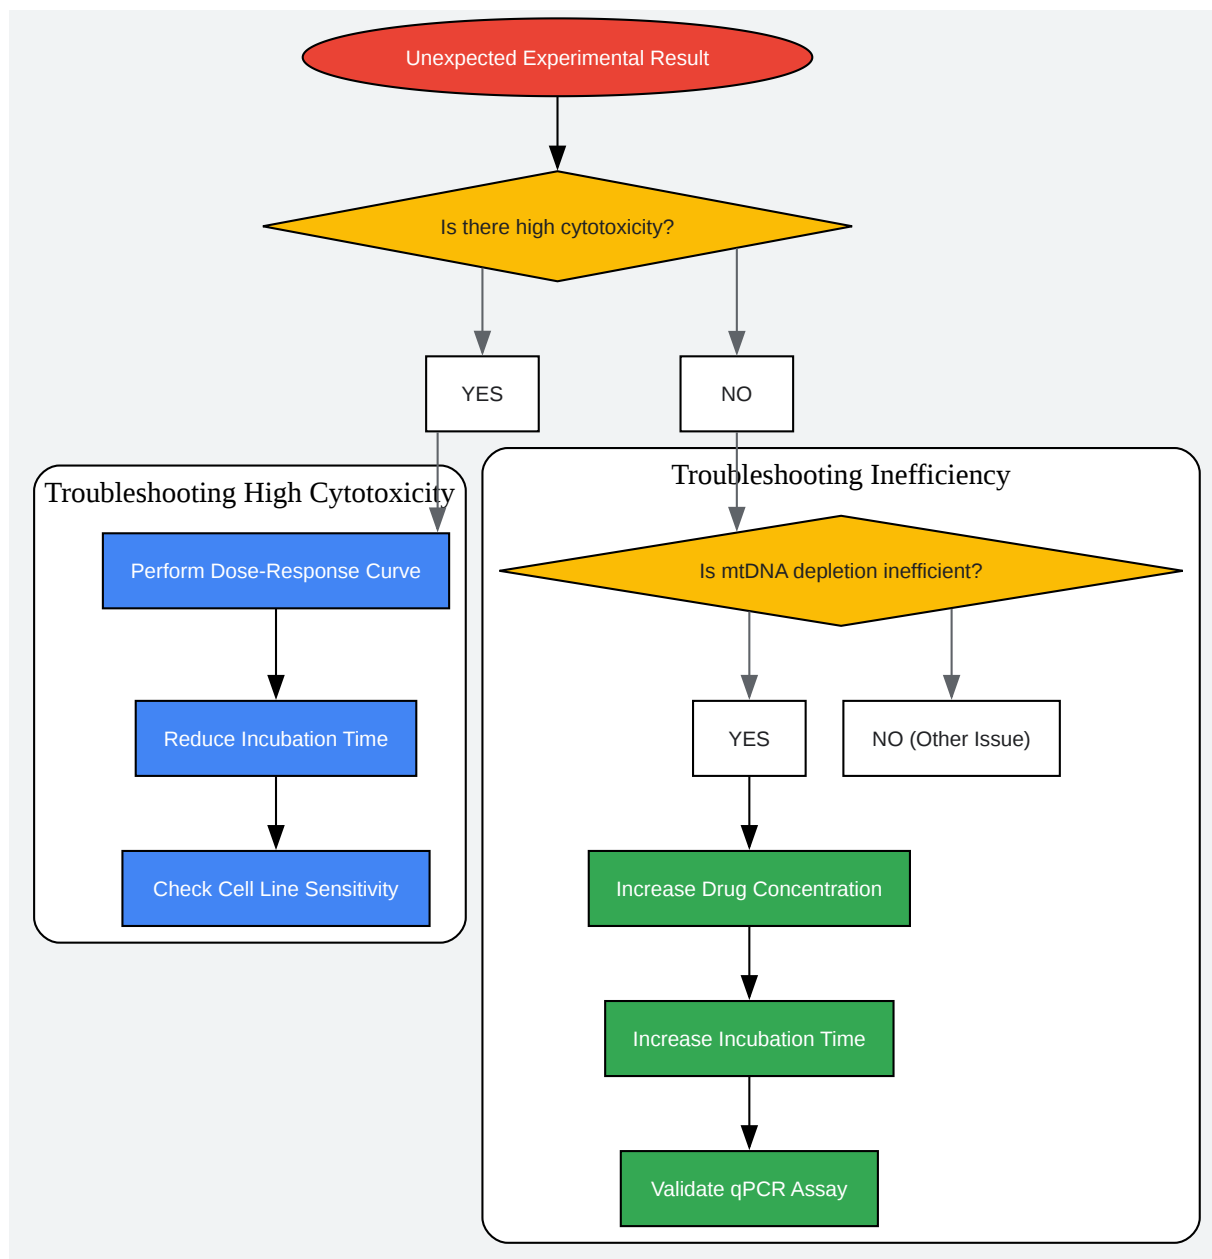 Unexpected Experimental Result
Is there high cytotoxicity?
YES
NO
Troubleshooting High Cytotoxicity
Perform Dose-Response Curve
Reduce Incubation Time
Check Cell Line Sensitivity
Troubleshooting Inefficiency
Is mtDNA depletion inefficient?
YES
NO (Other Issue)
Increase Drug Concentration
Increase Incubation Time
Validate qPCR Assay